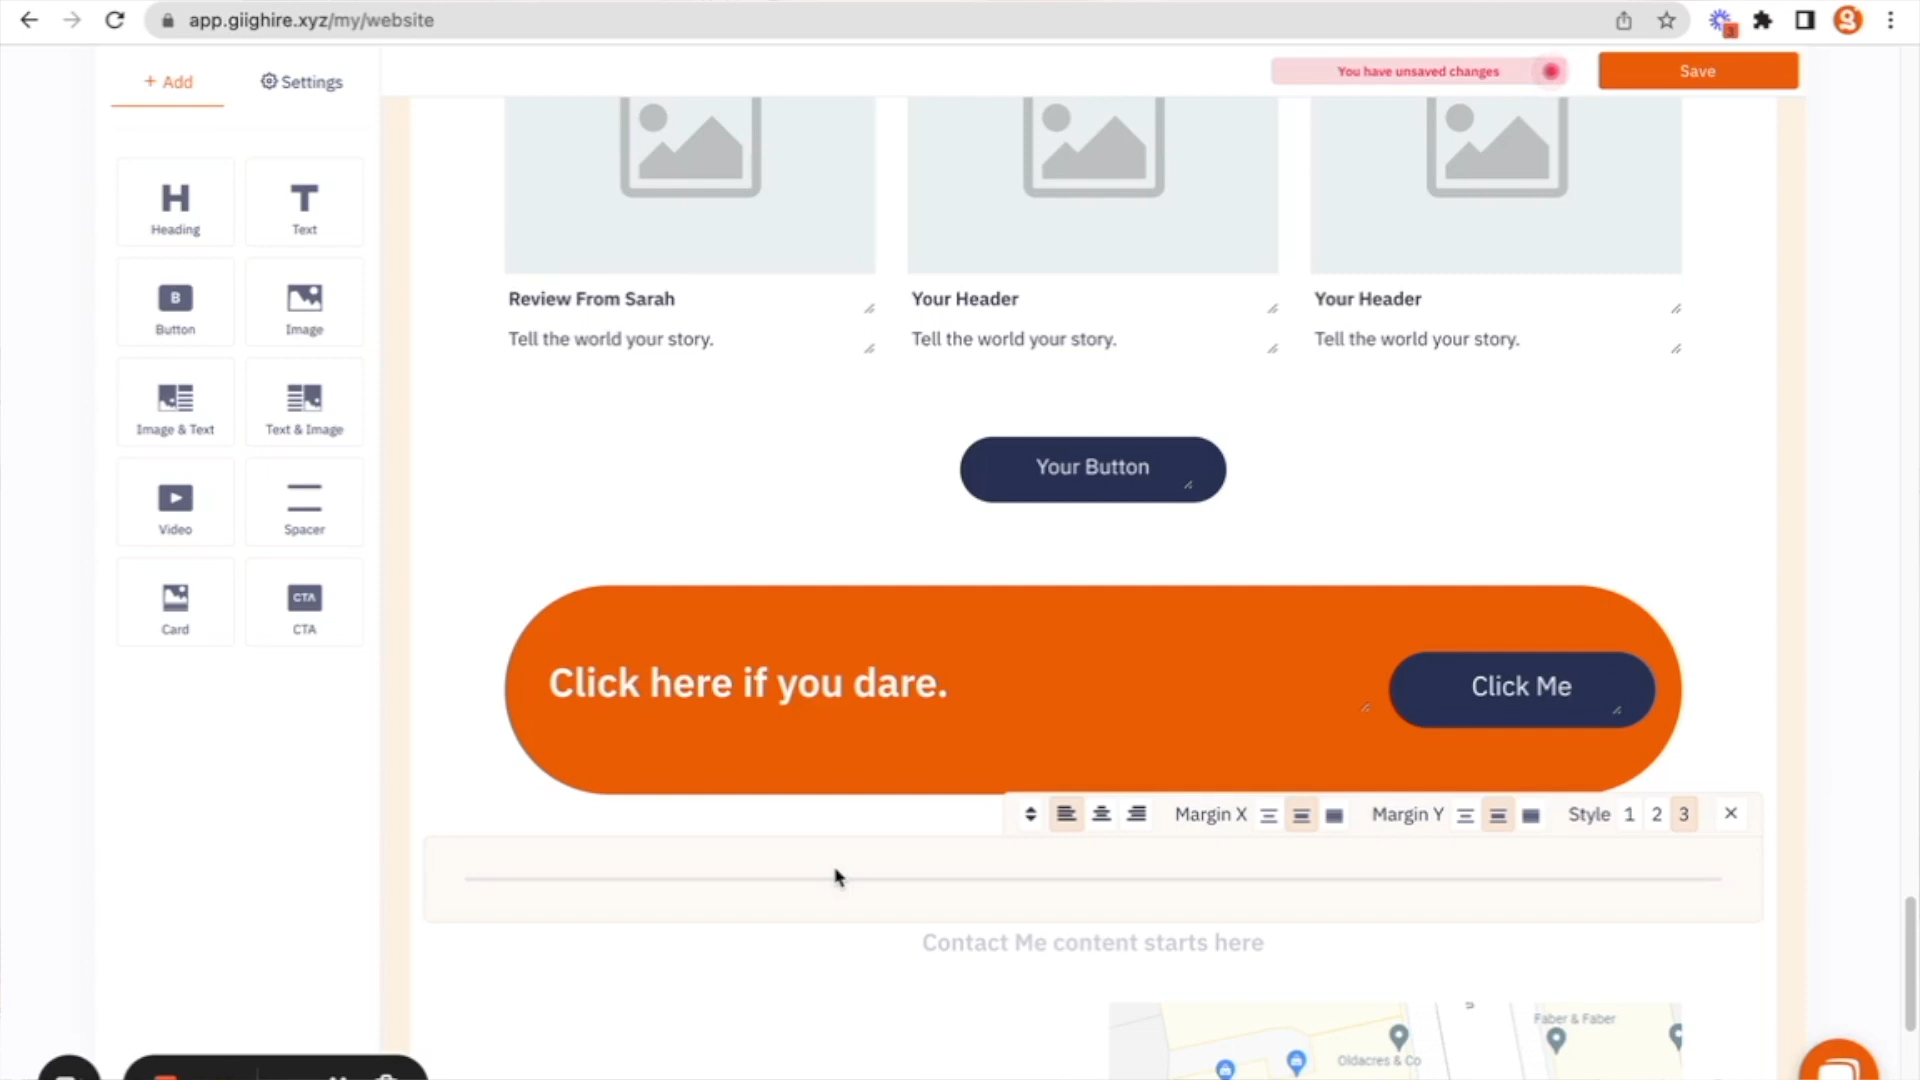 app.giighire.xyz/my/website
3
+ Add
Settings
You have unsaved changes
Save
H
Heading
T
Text
B
Button
Image
Image & Text
Text & Image
Video
Spacer
Card
CTA
CTA
Review From Sarah
Your Header
Your Header
Tell the world your story.
Tell the world your story.
Tell the world your story.
Your Button
Click here if you dare.
Click Me
Margin X
Margin Y
Style 1 2 3
Contact Me content starts here
Faber & Faber
Oldacres & Co